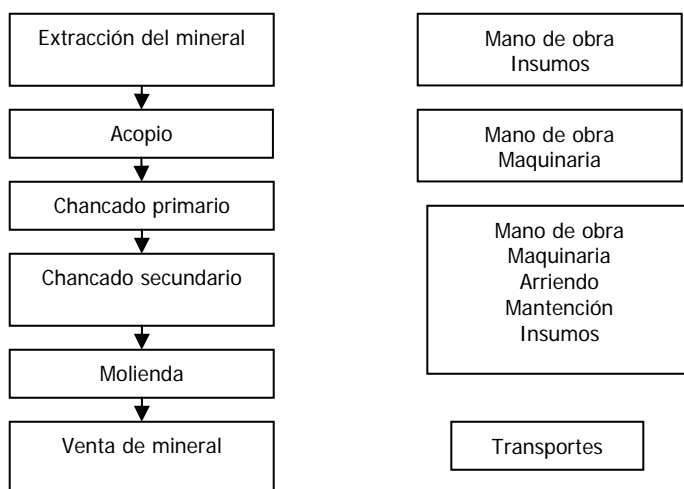 Extracción del mineral
Mano de obra
Insumos
Acopio
Mano de obra
Maquinaria
Chancado primario
Chancado secundario
Mano de obra
Maquinaria
Arriendo
Mantención
Insumos
Molienda
Venta de mineral
Transportes